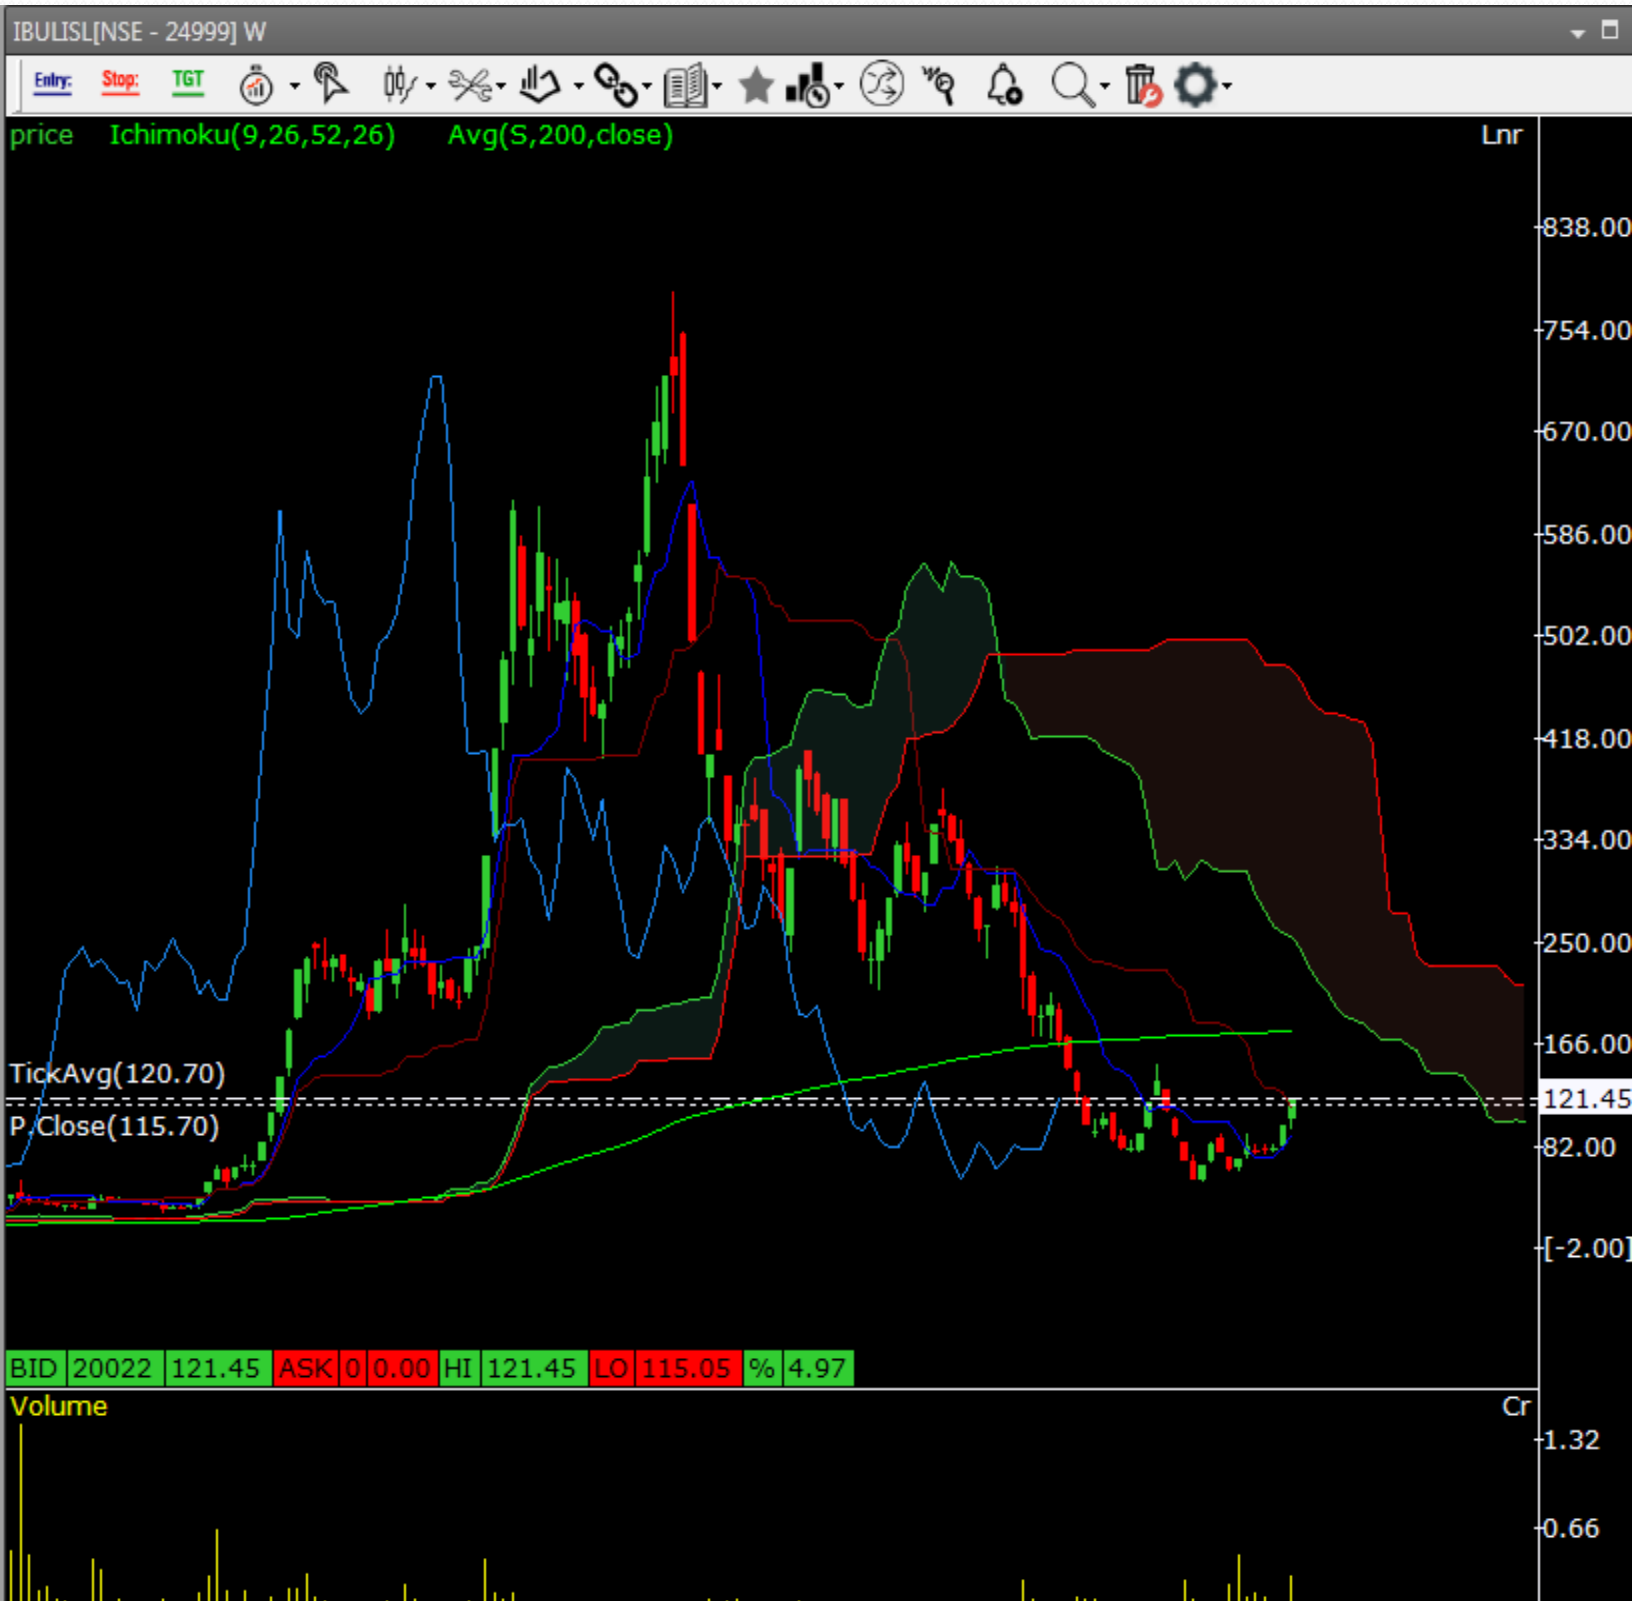 IBULISL[NSE - 24999] W
Entry: Stop: TGT
price Ichimoku(9,26,52,26) Avg(S,200,close) Lnr
838.00
754.00
670.00
586.00
502.00
418.00
334.00
250.00
166.00
TickAvg(120.70)
121.45
P.Close(115.70)
82.00
[-2.00]
BID 20022 121.45 ASK 0 0.00 HI 121.45 LO 115.05 % 4.97
Volume Cr
1.32
0.66